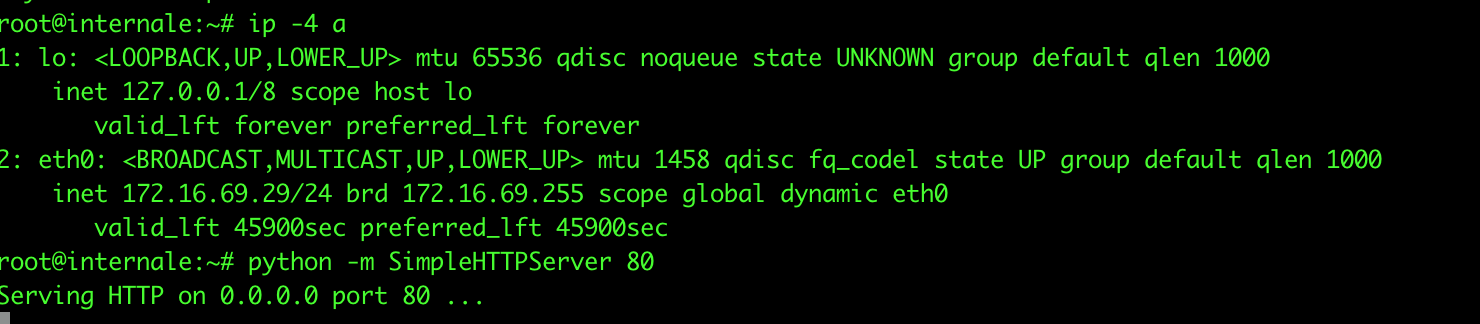 root@internale:~# ip -4 a
1: lo: <LOOPBACK,UP,LOWER_UP> mtu 65536 qdisc noqueue state UNKNOWN group default qlen 1000
    inet 127.0.0.1/8 scope host lo
       valid_lft forever preferred_lft forever
2: eth0: <BROADCAST,MULTICAST,UP,LOWER_UP> mtu 1458 qdisc fq_codel state UP group default qlen 1000
    inet 172.16.69.29/24 brd 172.16.69.255 scope global dynamic eth0
       valid_lft 45900sec preferred_lft 45900sec
root@internale:~# python -m SimpleHTTPServer 80
Serving HTTP on 0.0.0.0 port 80 ...